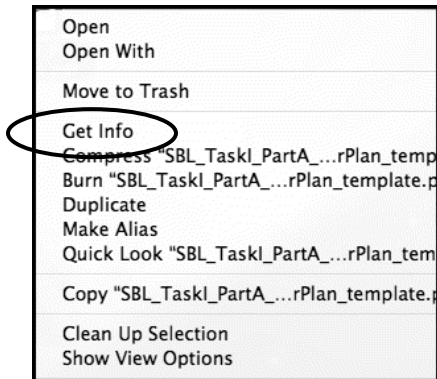 Open
Open With
Move to Trash
Get Info
Compress "SBL_TaskI_PartA_...rPlan_temp
Burn "SBL_TaskI_PartA_...rPlan_template.p
Duplicate
Make Alias
Quick Look "SBL_TaskI_PartA_...rPlan_tem
Copy "SBL_TaskI_PartA_...rPlan_template.p
Clean Up Selection
Show View Options